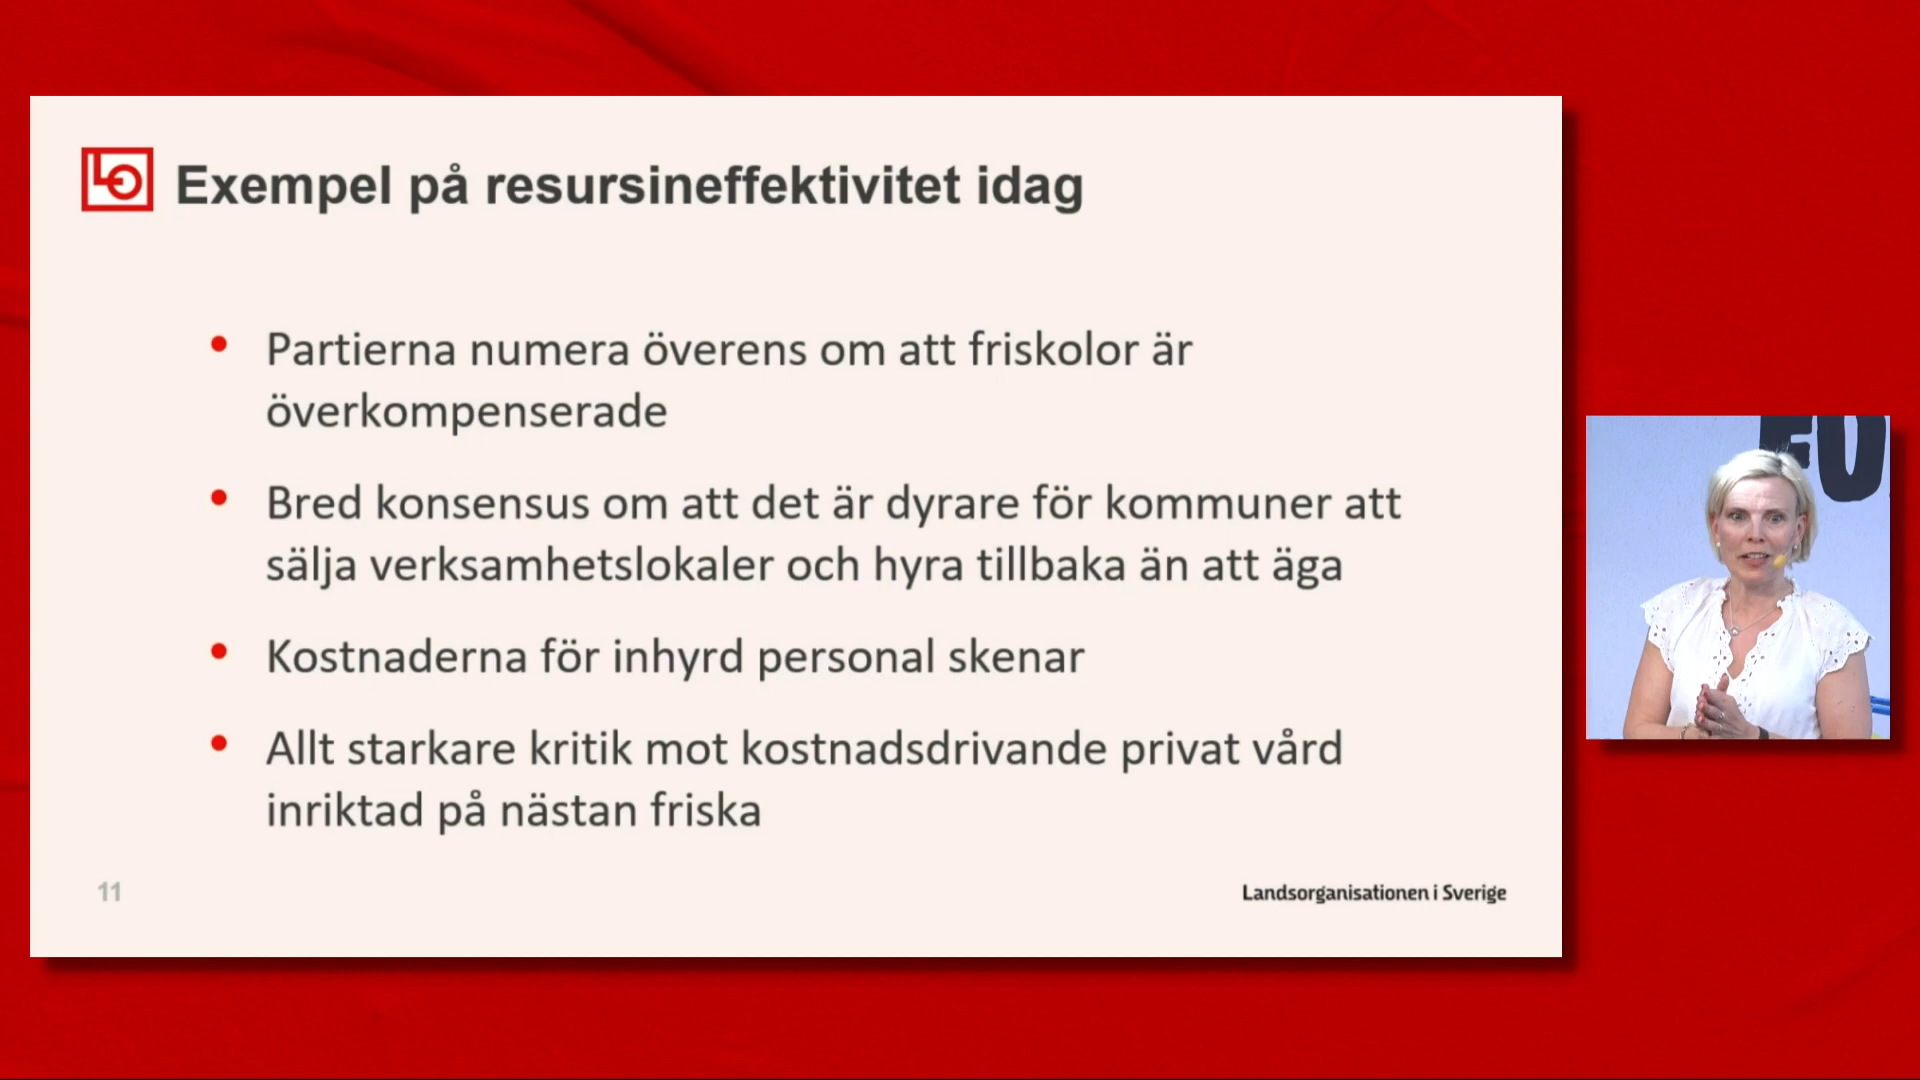 LO
Exempel på resursineffektivitet idag
• Partierna numera överens om att friskolor är
överkompenserade
• Bred konsensus om att det är dyrare för kommuner att
sälja verksamhetslokaler och hyra tillbaka än att äga
• Kostnaderna för inhyrd personal skenar
• Allt starkare kritik mot kostnadsdrivande privat vård
inriktad på nästan friska
11
Landsorganisationen i Sverige